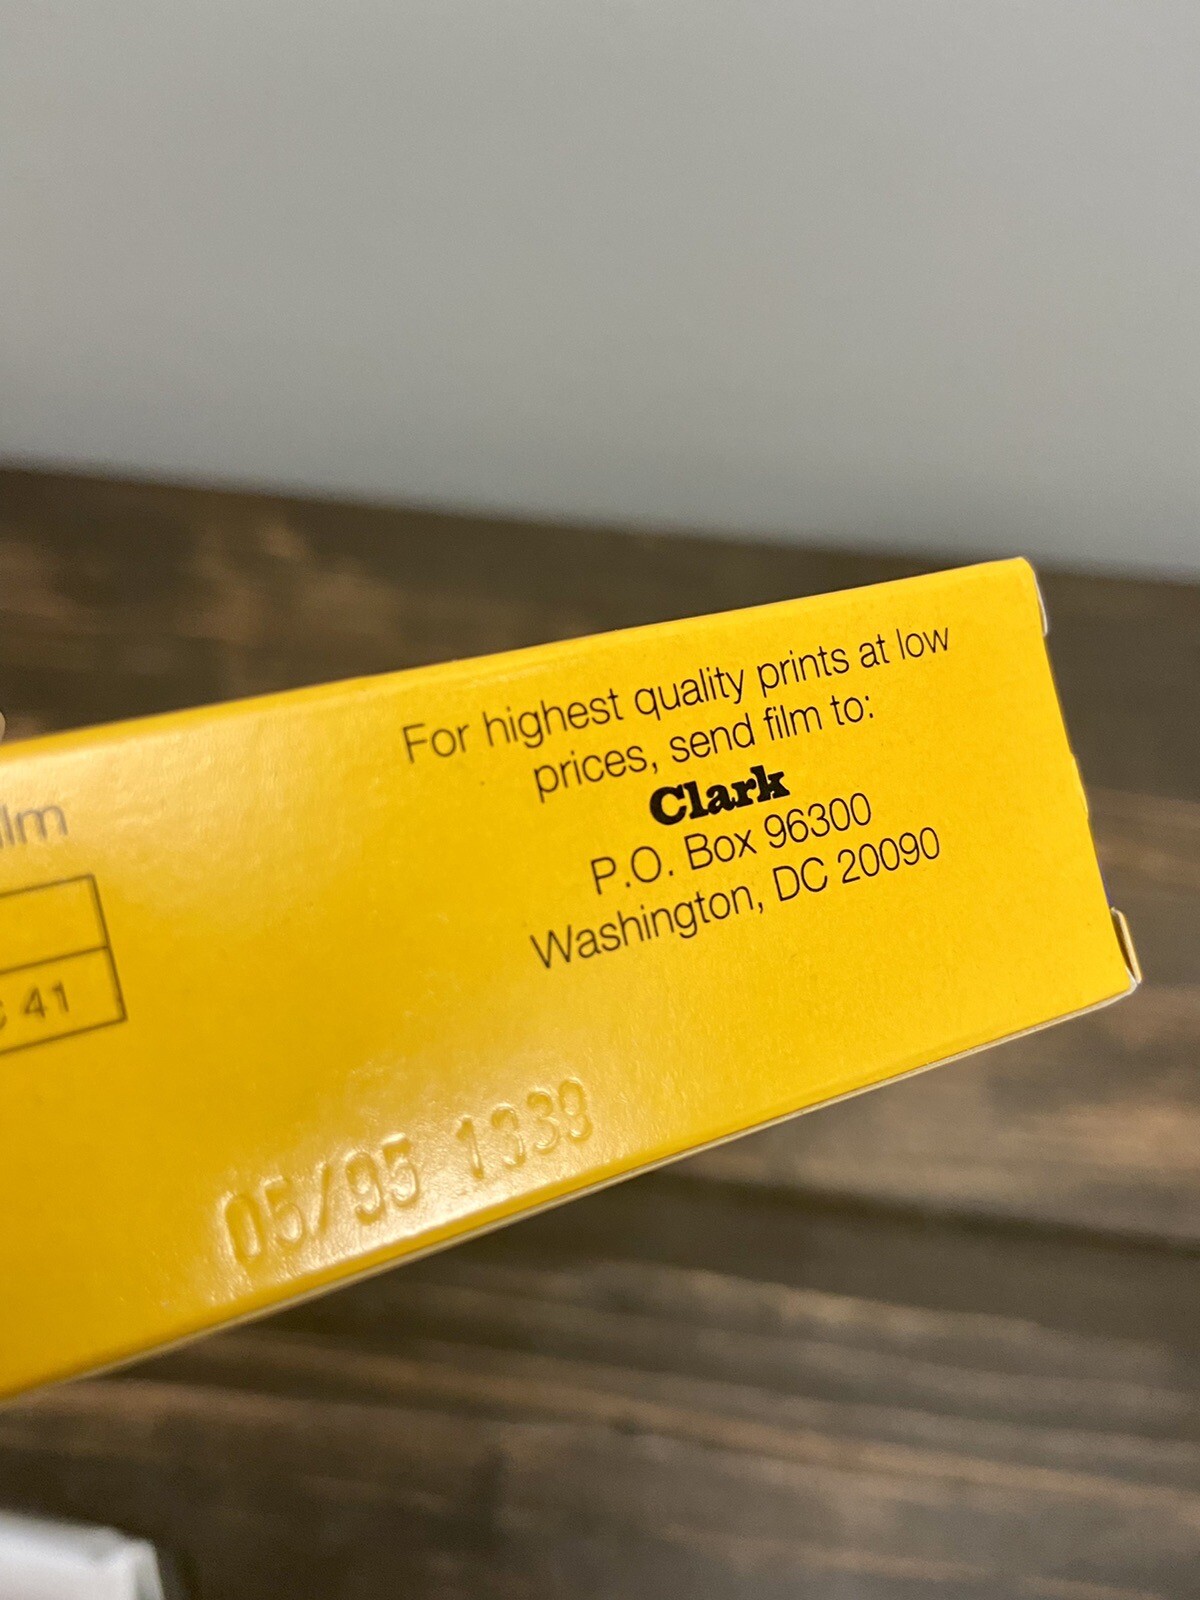 For highest quality prints at low
prices, send film to:
Clark
P.O. Box 96300
Washington, DC 20090
41
05/95 1339